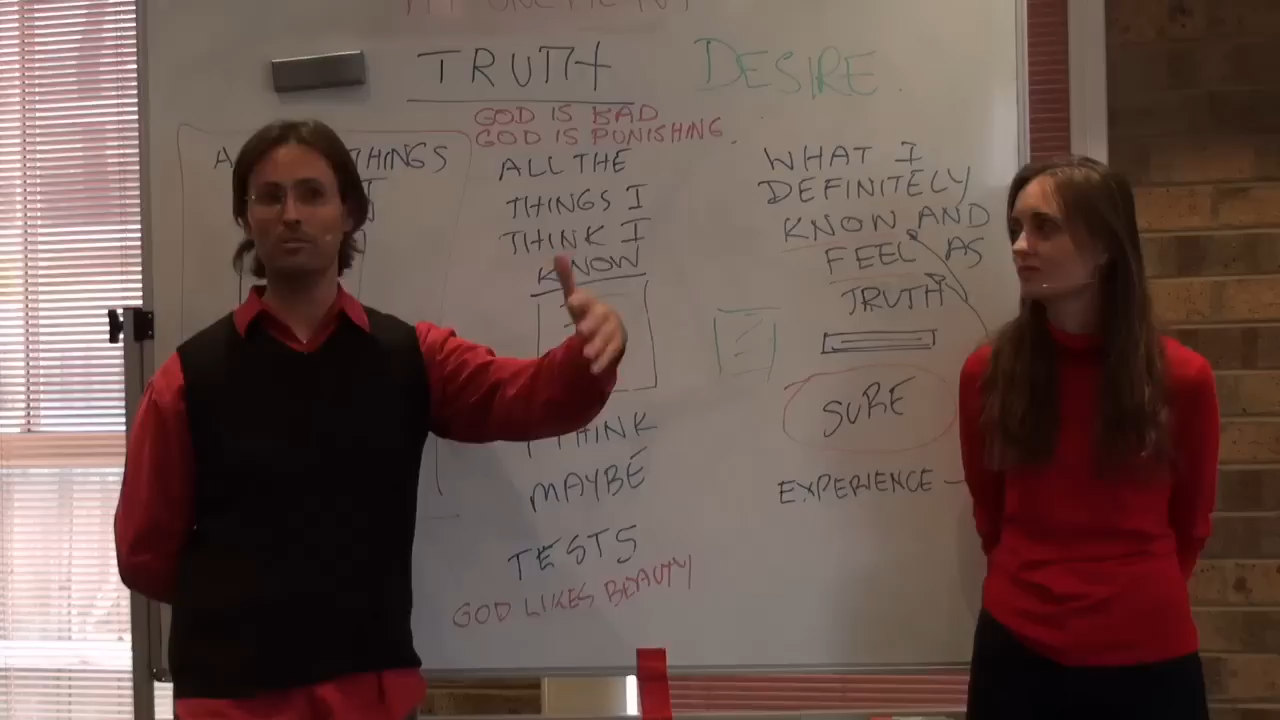 TRUTH
DESIRE.
GOD IS BAD
GOD IS PUNISHING.
THINGS
ALL THE
THINGS I
THINK I
KNOW
WHAT I
DEFINITELY
KNOW AND
FEEL AS
TRUTH
SURE
EXPERIENCE
THINK
MAYBE
TESTS
GOD LIKES BEAUTY